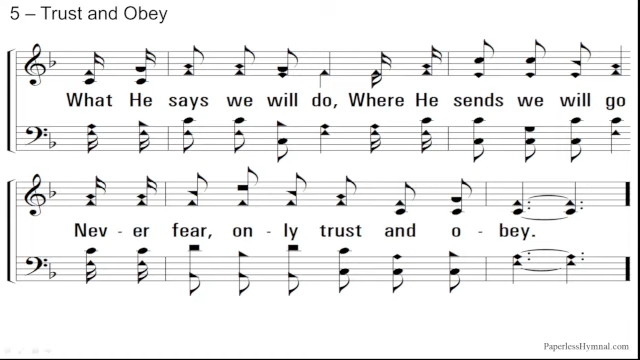 5 – Trust and Obey
What He says we will do, Where He sends we will go
Nev - er fear, on - ly trust and o - bey.
PaperlessHymnal.com